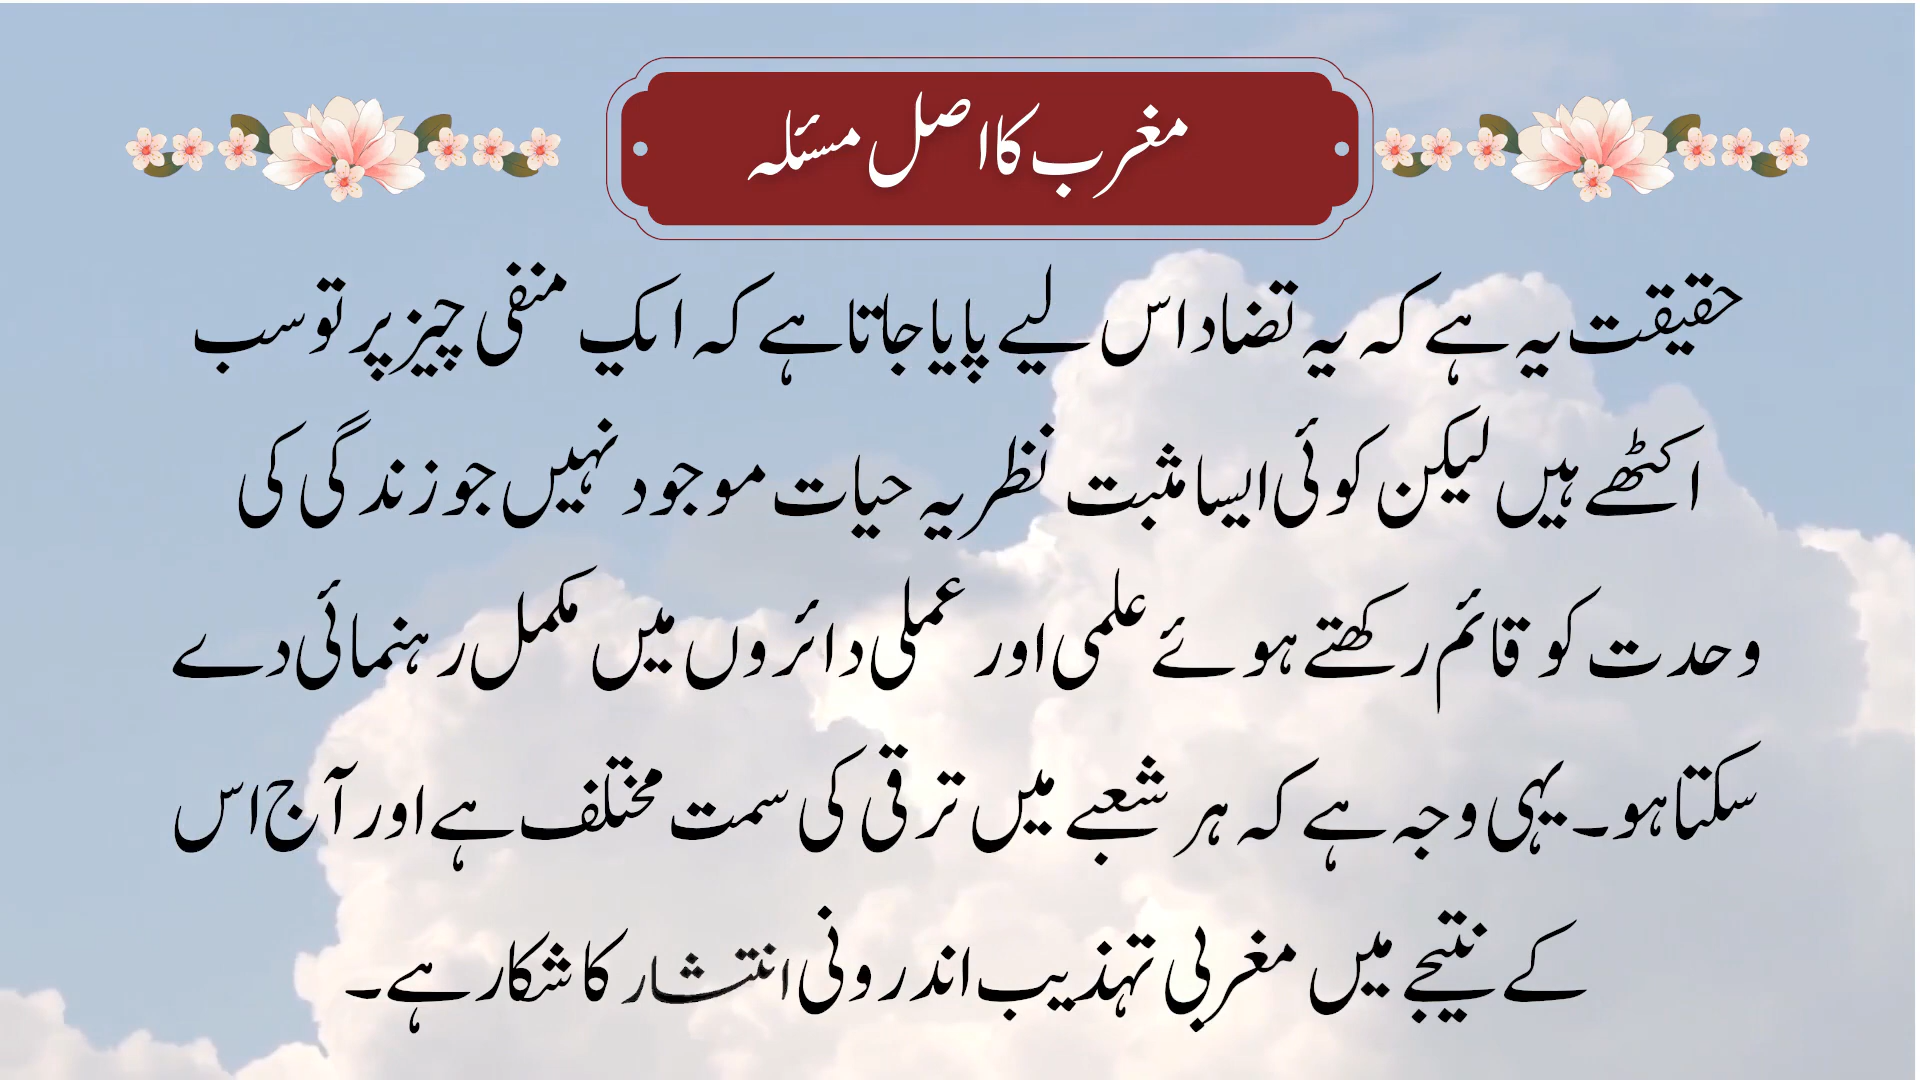 مغرب کا اصل مسئلہ
حقیقت یہ ہے کہ یہ تضاد اس لیے پایا جاتا ہے کہ ایک منفی چیز پر تو سب
اکٹھے ہیں لیکن کوئی ایسا مثبت نظریہ حیات موجود نہیں جو زندگی کی
وحدت کو قائم رکھتے ہوئے علمی اور عملی دائروں میں مکمل رہنمائی دے
سکتا ہو۔ یہی وجہ ہے کہ ہر شعبے میں ترقی کی سمت مختلف ہے اور آج اس
کے نتیجے میں مغربی تہذیب اندرونی انتشار کا شکار ہے۔